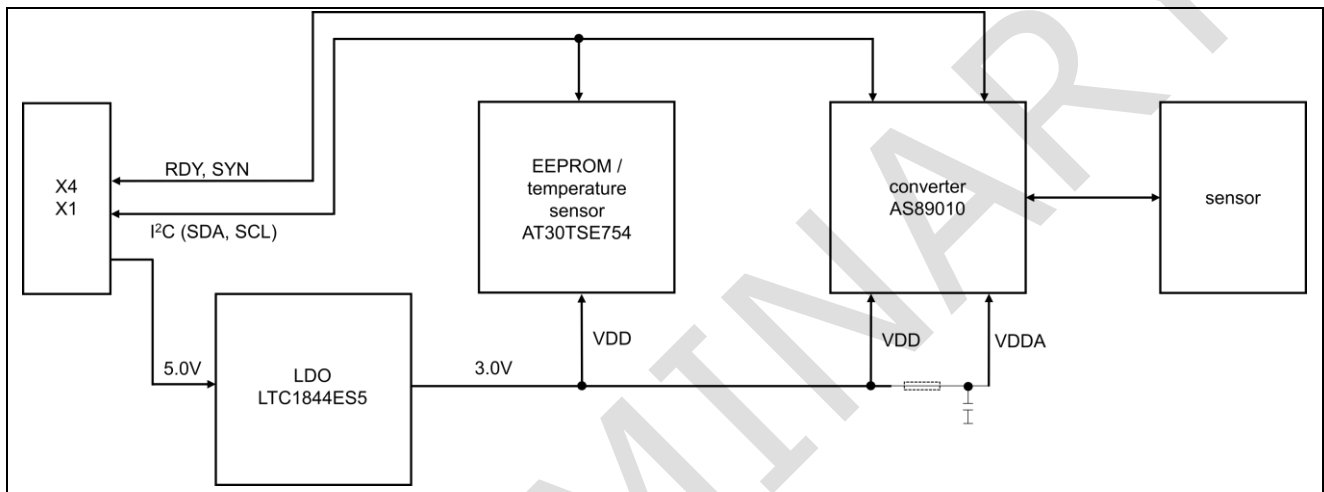 RDY, SYN
X4
X1
I²C (SDA, SCL)
EEPROM /
temperature
sensor
AT30TSE754
converter
AS89010
sensor
VDD
VDD
VDDA
5.0V
LDO
LTC1844ES5
3.0V
MINARY